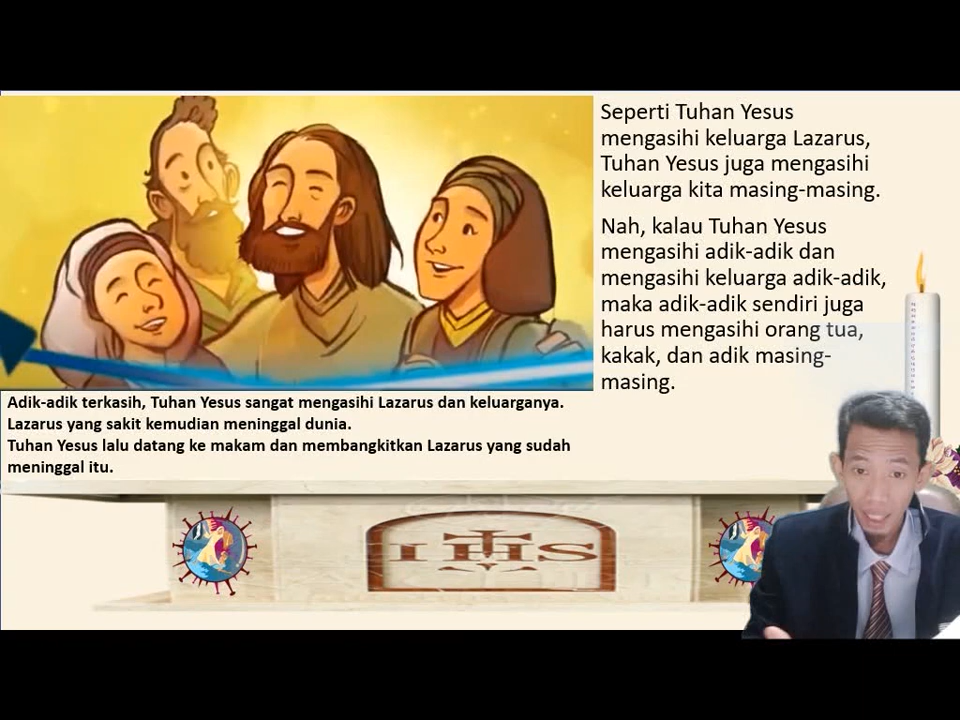 Seperti Tuhan Yesus
mengasihi keluarga Lazarus,
Tuhan Yesus juga mengasihi
keluarga kita masing-masing.
Nah, kalau Tuhan Yesus
mengasihi adik-adik dan
mengasihi keluarga adik-adik,
maka adik-adik sendiri juga
harus mengasihi orang tua,
kakak, dan adik masing-
masing.
Adik-adik terkasih, Tuhan Yesus sangat mengasihi Lazarus dan keluarganya.
Lazarus yang sakit kemudian meninggal dunia.
Tuhan Yesus lalu datang ke makam dan membangkitkan Lazarus yang sudah
meninggal itu.
IHS